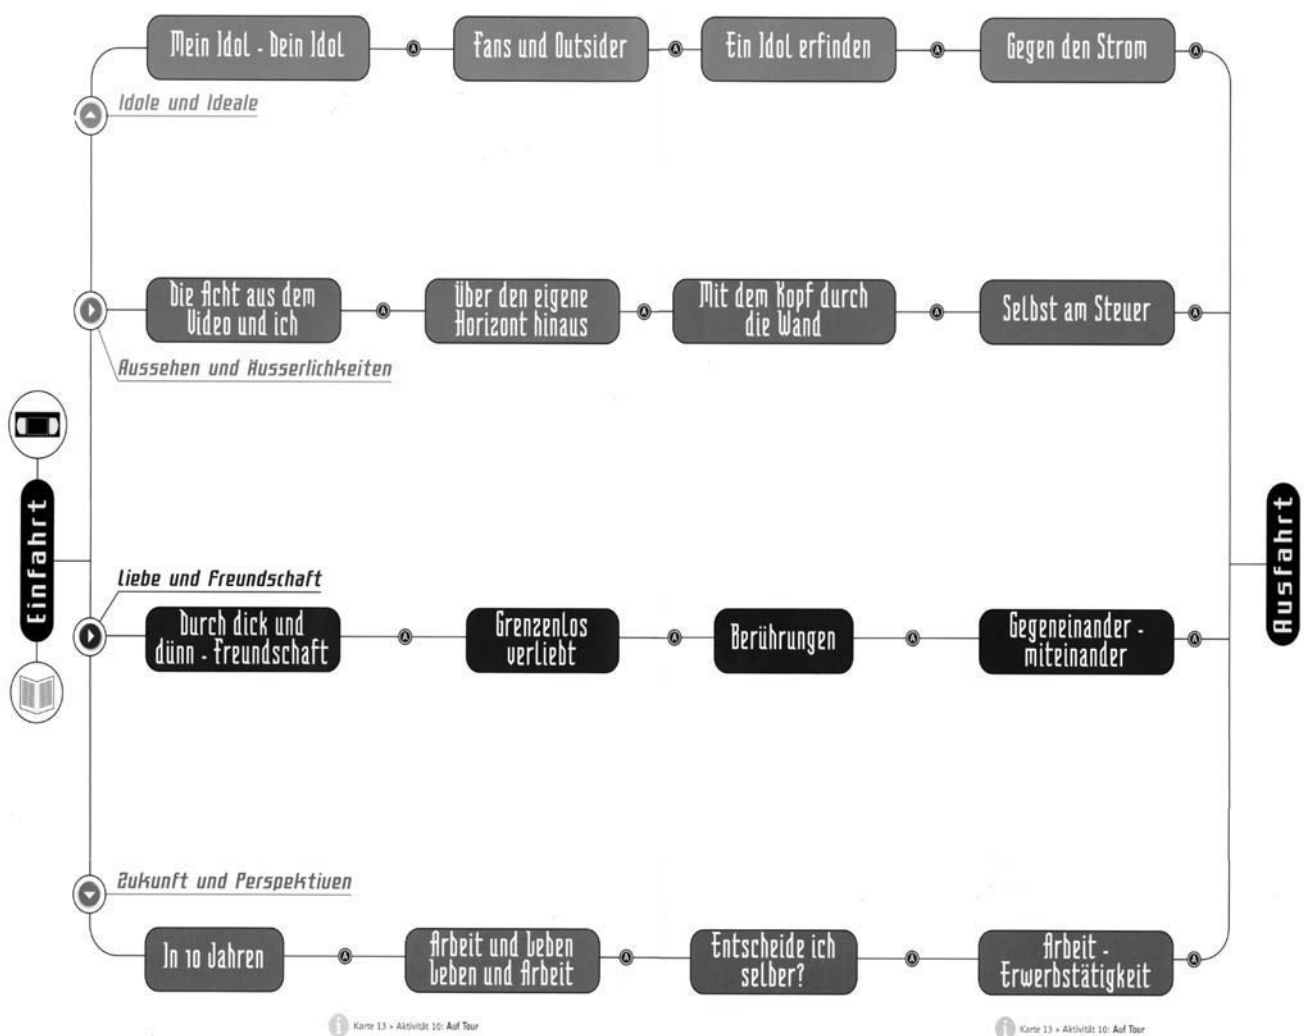 Mein Idol - Dein Idol
Fans und Outsider
Ein Idol erfinden
Gegen den Strom
A
A
A
A
Idole und Ideale
Die Acht aus dem
Video und ich
Über den eigene
Horizont hinaus
Mit dem Kopf durch
die Wand
Selbst am Steuer
A
A
A
A
Aussehen und Äusserlichkeiten
Einfahrt
Ausfahrt
Liebe und Freundschaft
Durch dick und
dünn - Freundschaft
Grenzenlos
verliebt
Berührungen
Gegeneinander -
miteinander
A
A
A
A
Zukunft und Perspektiven
In 10 Jahren
Arbeit und Leben
Leben und Arbeit
Entscheide ich
selber?
Arbeit -
Erwerbstätigkeit
A
A
A
A
i Karte 13 » Aktivität 10: Auf Tour
i Karte 13 » Aktivität 10: Auf Tour